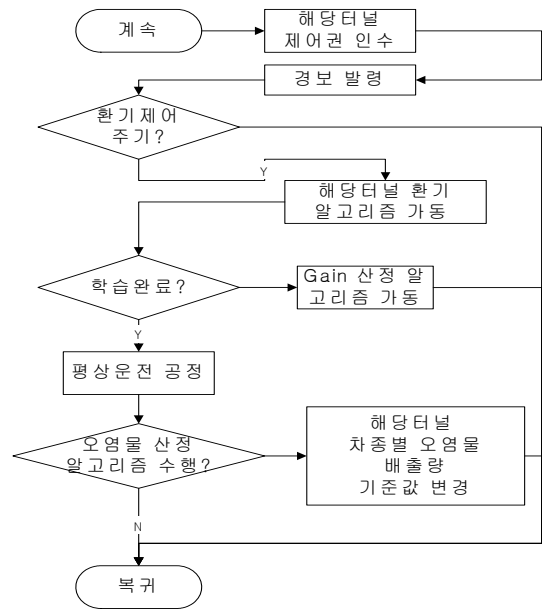 계속
해당터널
제어권 인수
경보 발령
환기제어
주기?
Y
해당터널 환기
알고리즘 가동
학습완료?
Gain 산정 알
고리즘 가동
Y
평상운전 공정
오염물 산정
알고리즘 수행?
해당터널
차종별 오염물
배출량
기준값 변경
N
복귀